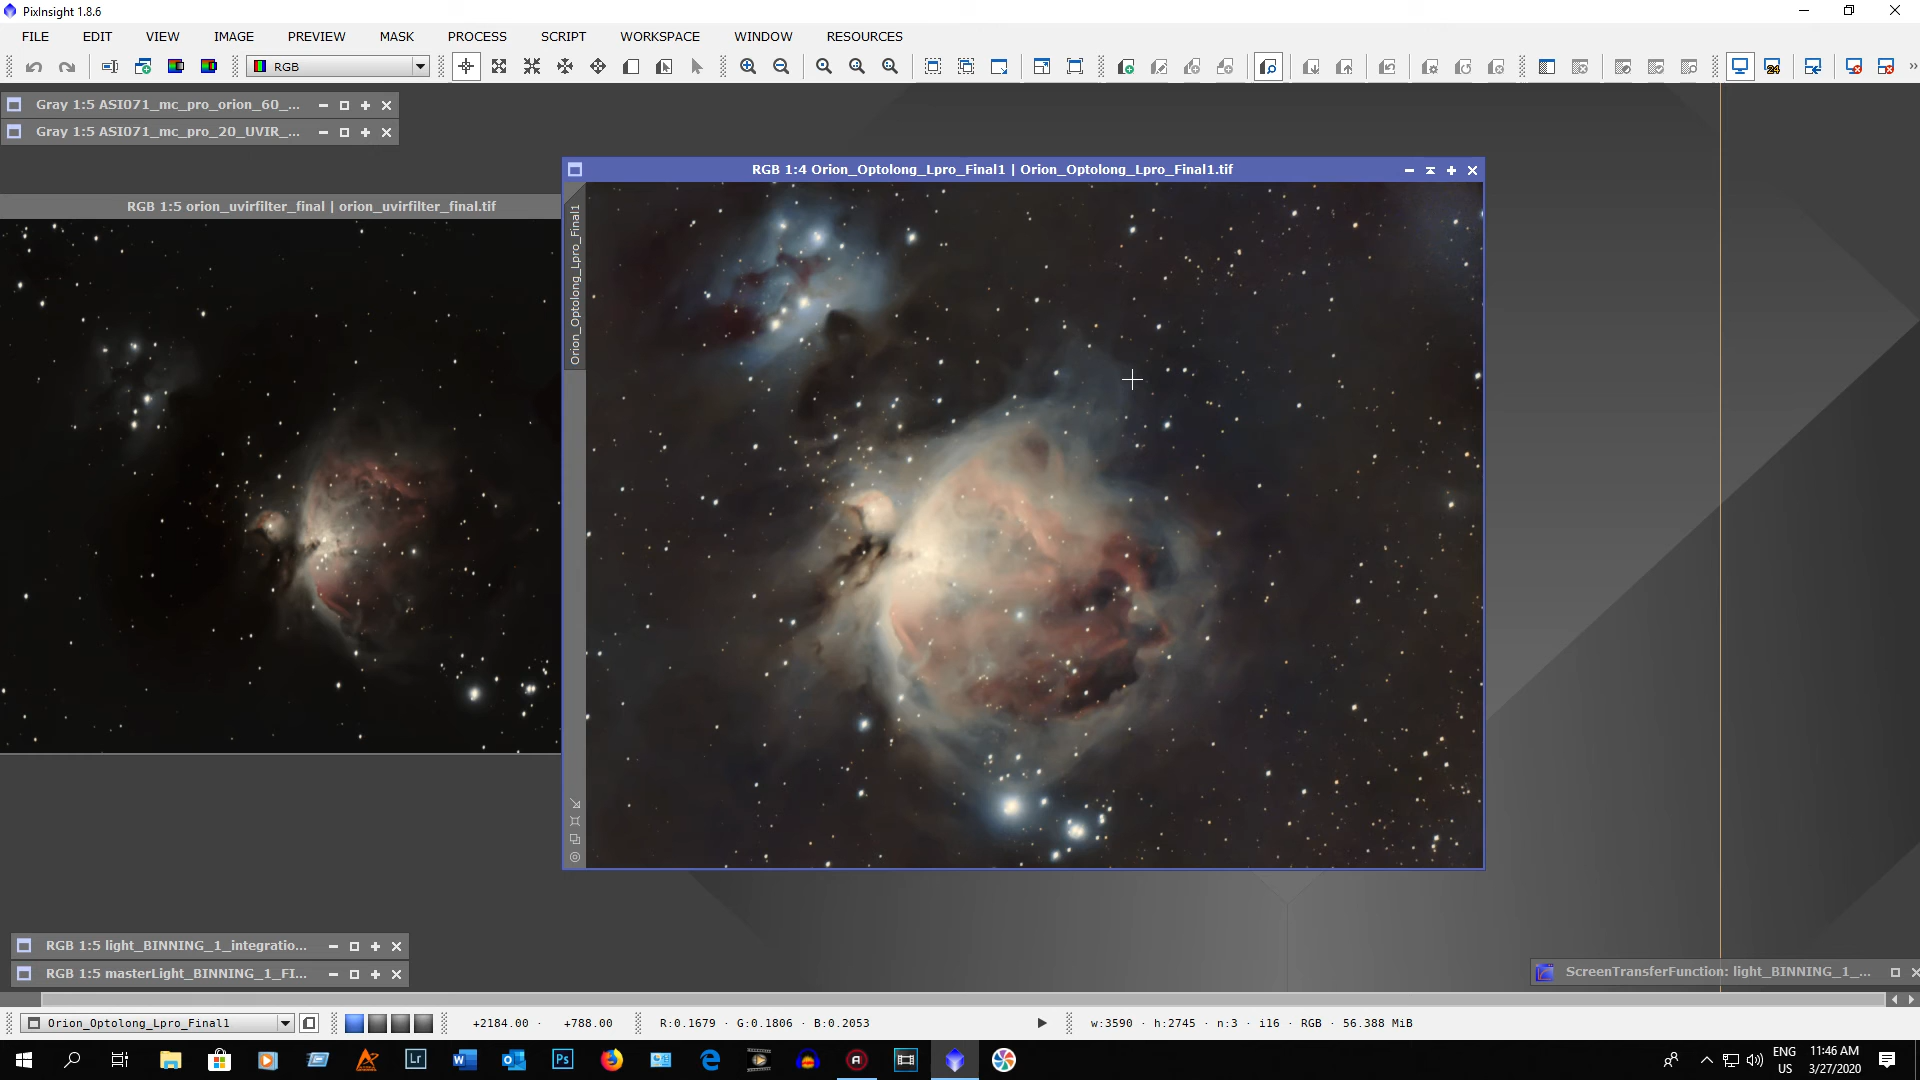 PixInsight 1.8.6
FILE EDIT VIEW IMAGE PREVIEW MASK PROCESS SCRIPT WORKSPACE WINDOW RESOURCES
RGB
24
»
Gray 1:5 ASI071_mc_pro_orion_60_...
Gray 1:5 ASI071_mc_pro_20_UVIR_...
RGB 1:4 Orion_Optolong_Lpro_Final1 | Orion_Optolong_Lpro_Final1.tif
RGB 1:5 orion_uvirfilter_final | orion_uvirfilter_final.tif
Orion_Optolong_Lpro_Final1
RGB 1:5 light_BINNING_1_integratio...
RGB 1:5 masterLight_BINNING_1_FI...
ScreenTransferFunction: light_BINNING_1_...
Orion_Optolong_Lpro_Final1
+2184.00 · +788.00
R:0.1679 · G:0.1806 · B:0.2053
w:3590 · h:2745 · n:3 · i16 · RGB · 56.388 MiB
Lr
W
Ps
ENG
US
11:46 AM
3/27/2020